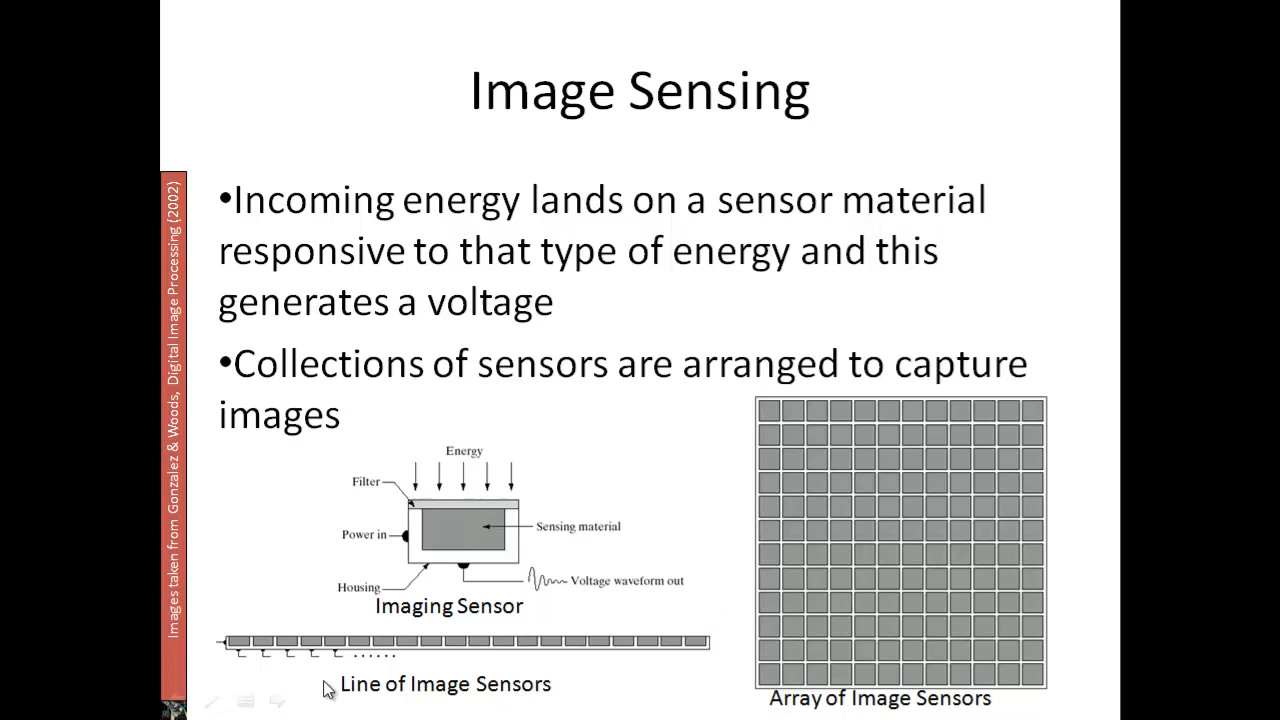 Image Sensing
•Incoming energy lands on a sensor material
responsive to that type of energy and this
generates a voltage
•Collections of sensors are arranged to capture
images
Images taken from Gonzalez & Woods, Digital Image Processing (2002)
Energy
Filter
Power in
Sensing material
Housing
Voltage waveform out
Imaging Sensor
Line of Image Sensors
Array of Image Sensors